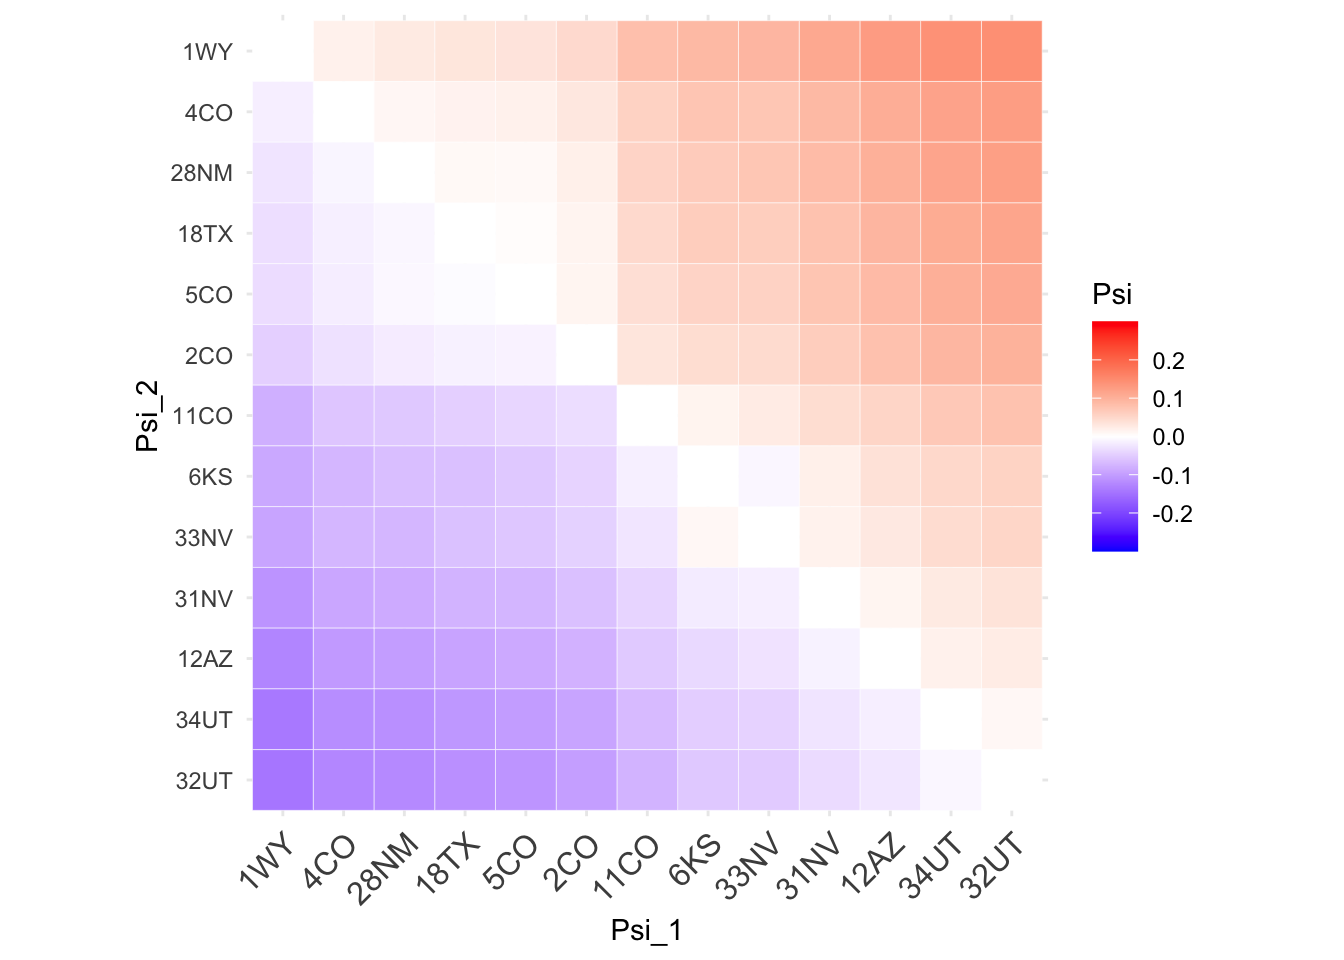 1WY
4CO
28NM
18TX
5CO
2CO
11CO
6KS
33NV
31NV
12AZ
34UT
32UT
Psi_2
1WY
4CO
28NM
18TX
5CO
2CO
11CO
6KS
33NV
31NV
12AZ
34UT
32UT
Psi_1
Psi
0.2
0.1
0.0
-0.1
-0.2